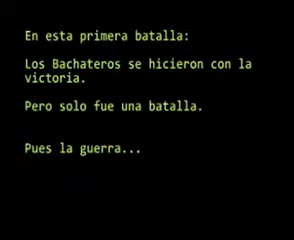 En esta primera batalla:
Los Bachateros se hicieron con la
victoria.
Pero solo fue una batalla.
Pues la guerra...